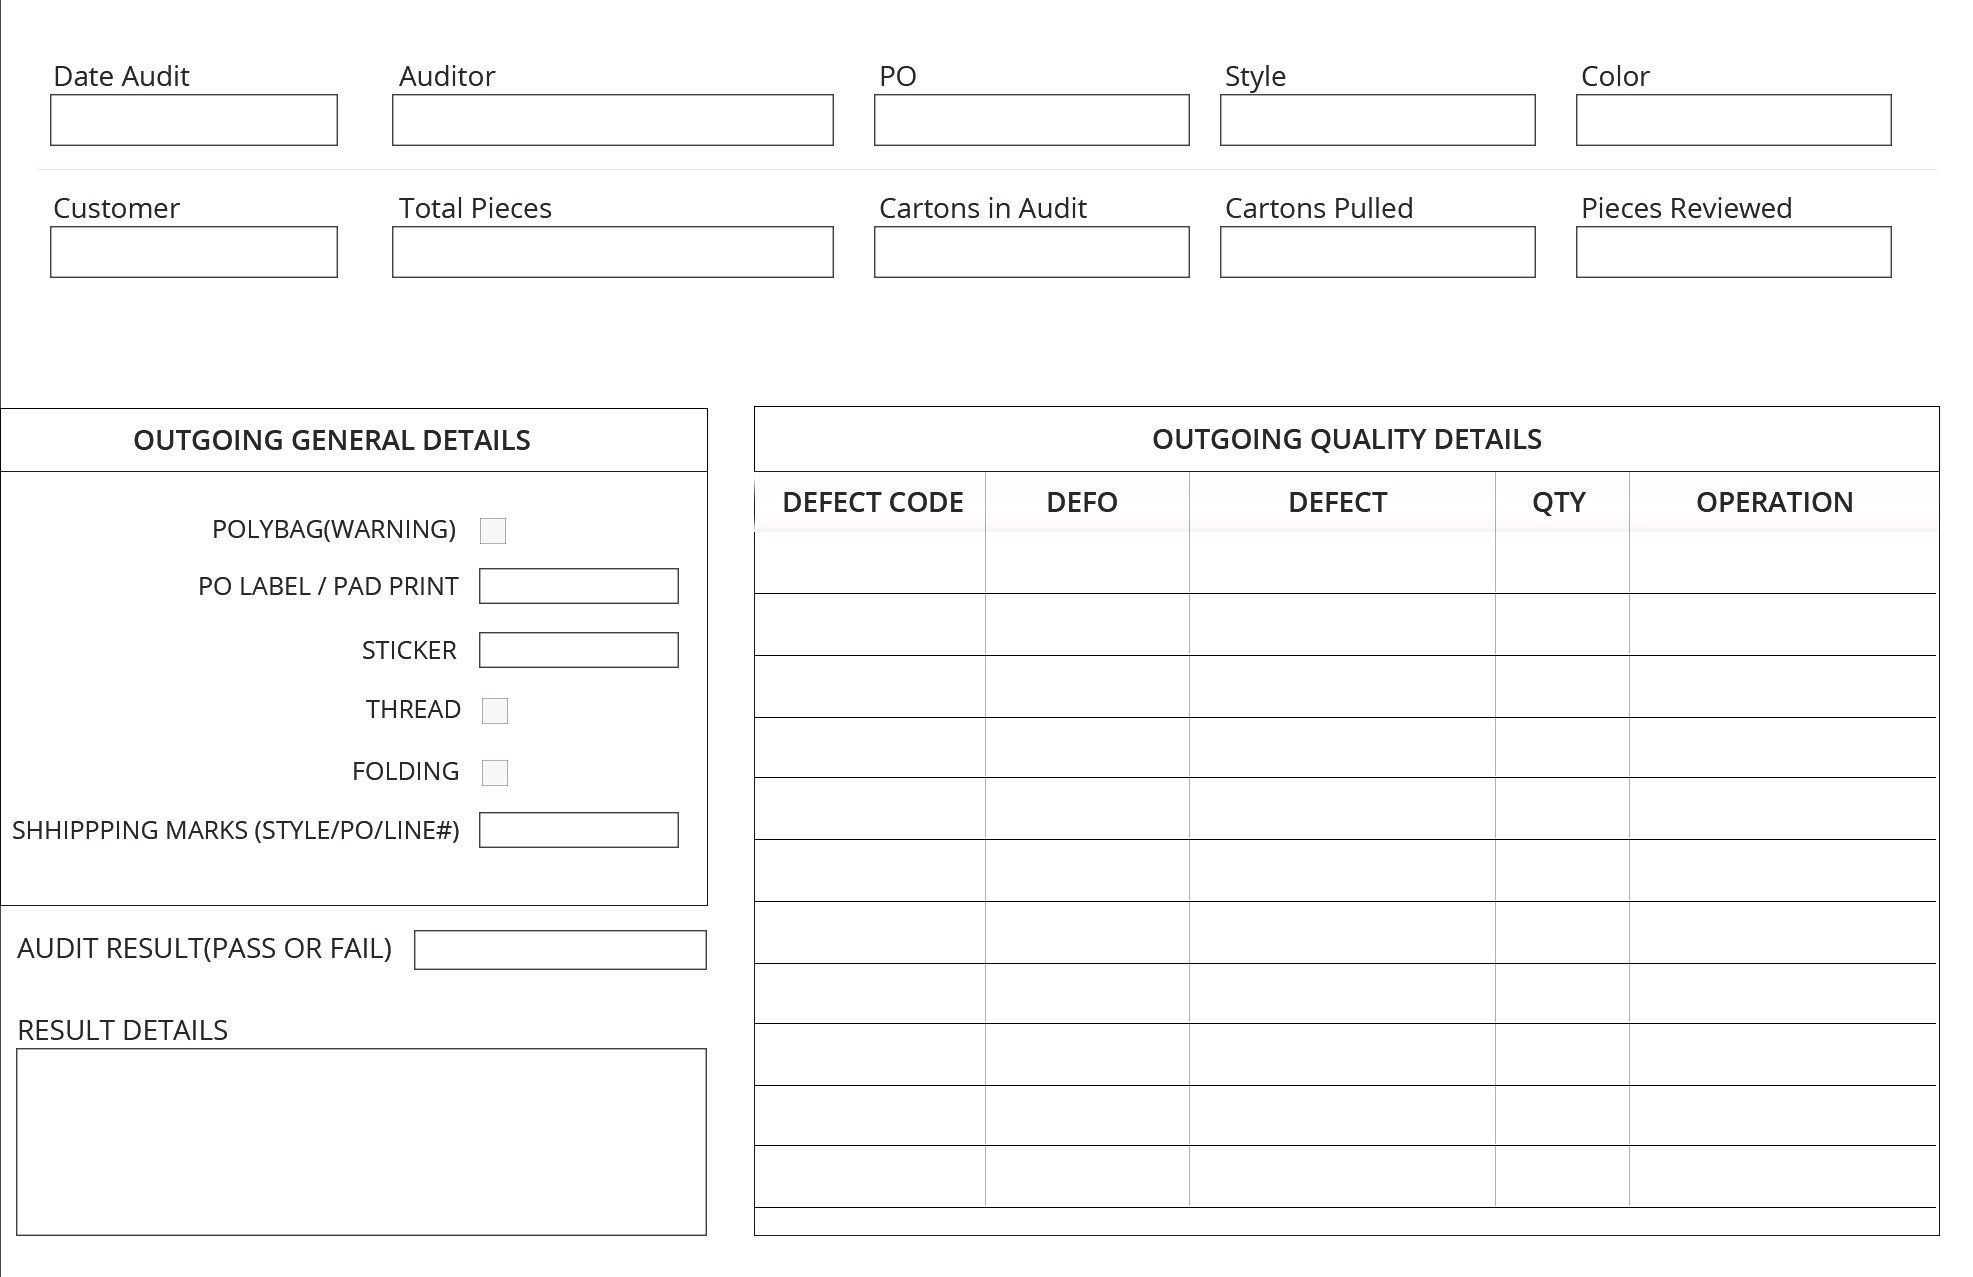 Date Audit Auditor PO Style Color
Customer Total Pieces Cartons in Audit Cartons Pulled Pieces Reviewed
OUTGOING GENERAL DETAILS
POLYBAG(WARNING)
PO LABEL / PAD PRINT
STICKER
THREAD
FOLDING
SHHIPPPING MARKS (STYLE/PO/LINE#)
AUDIT RESULT(PASS OR FAIL)
RESULT DETAILS
OUTGOING QUALITY DETAILS
DEFECT CODE DEFO DEFECT QTY OPERATION